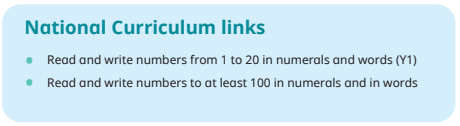 National Curriculum links
Read and write numbers from 1 to 20 in numerals and words (Y1)
Read and write numbers to at least 100 in numerals and in words